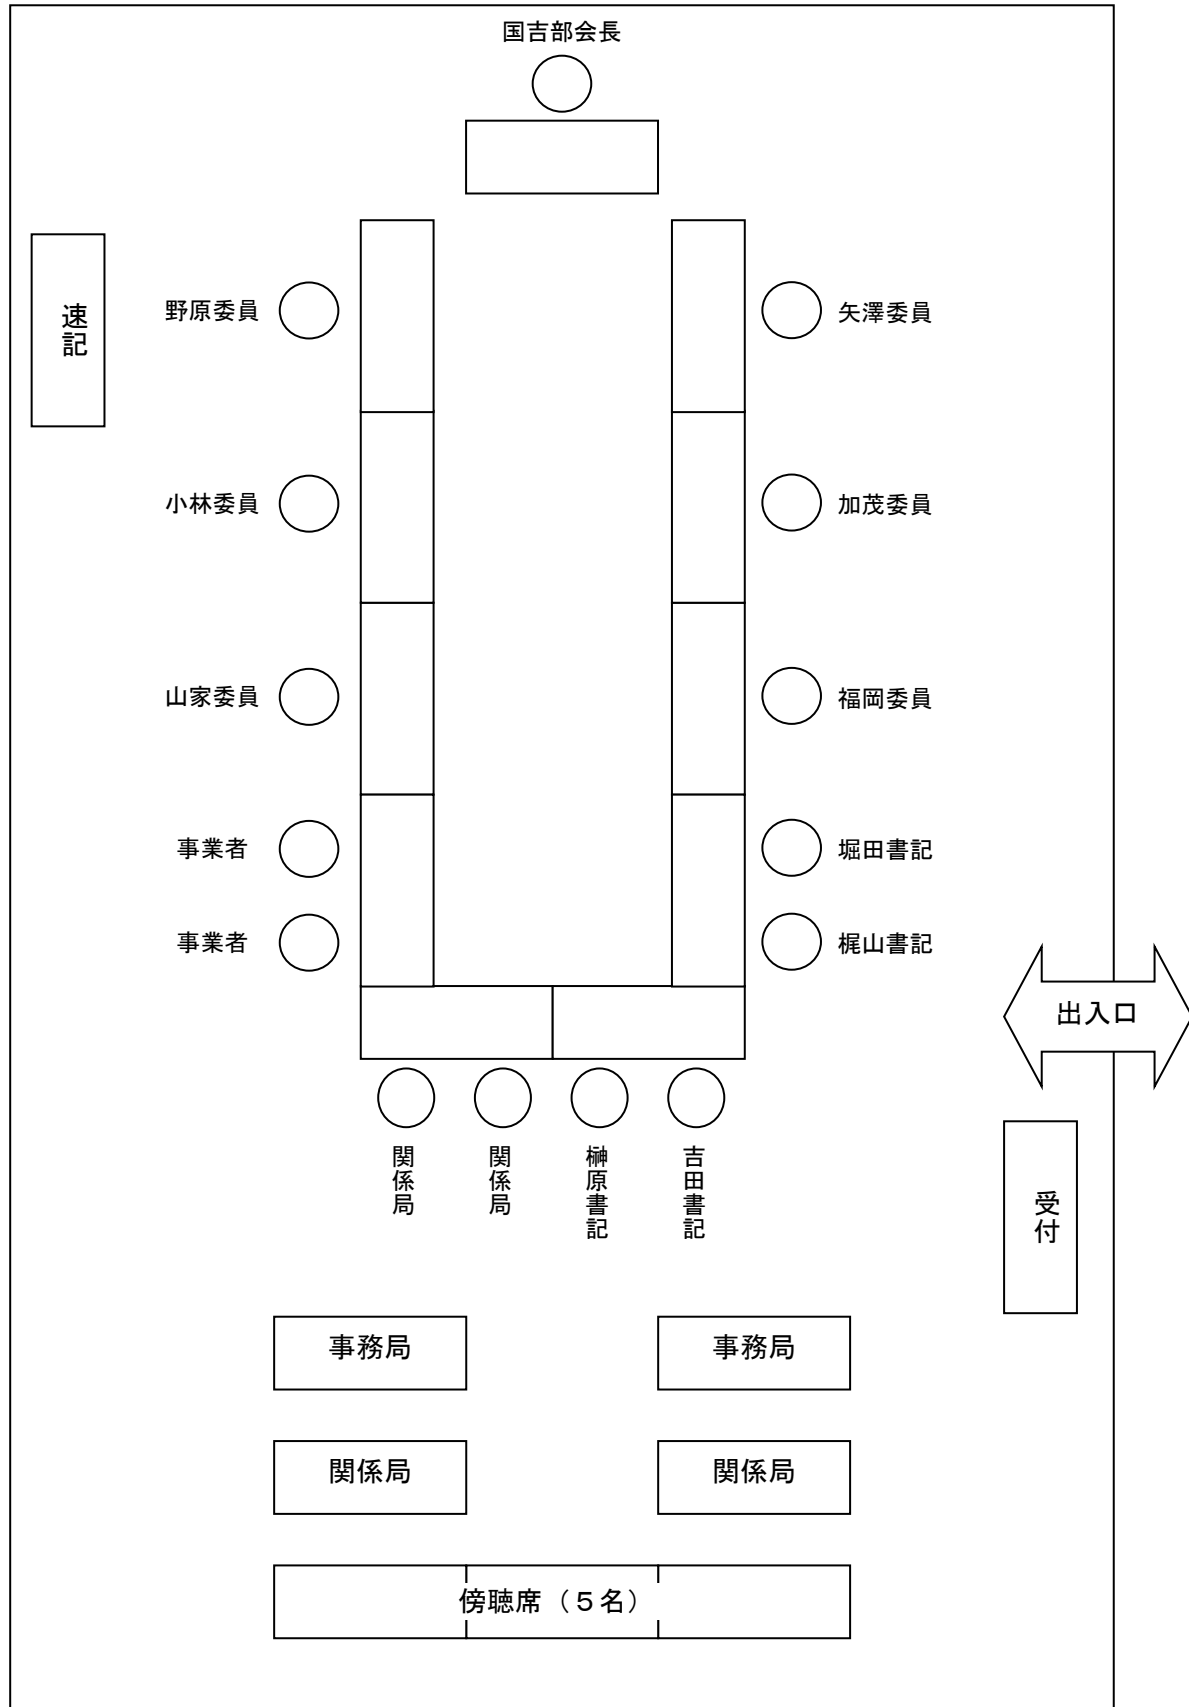 国吉部会長
速記
野原委員
矢澤委員
小林委員
加茂委員
山家委員
福岡委員
事業者
堀田書記
事業者
梶山書記
出入口
関係局
関係局
榊原書記
吉田書記
受付
事務局
事務局
関係局
関係局
傍聴席（５名）